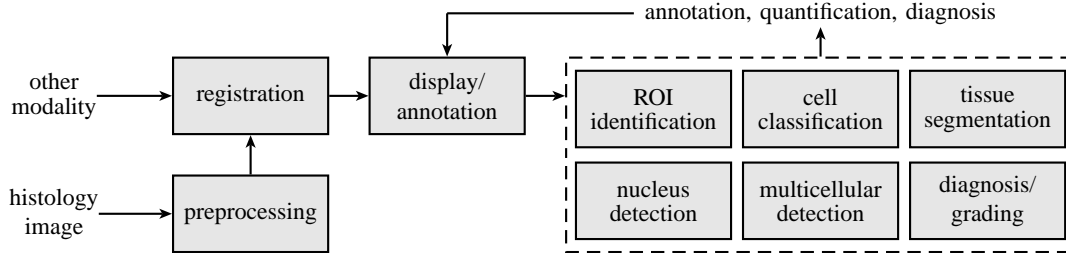 annotation, quantification, diagnosis
other
modality
registration
display/
annotation
ROI
identification
cell
classification
tissue
segmentation
histology
image
preprocessing
nucleus
detection
multicellular
detection
diagnosis/
grading